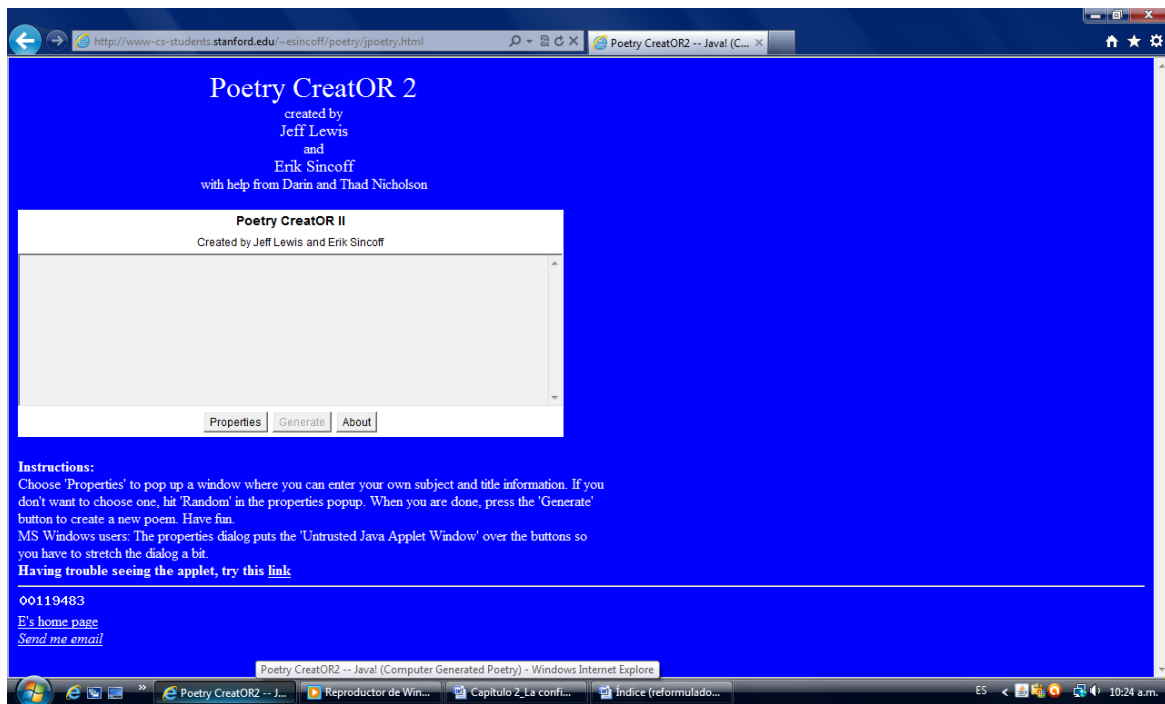 http://www-cs-students.stanford.edu/~esincoff/poetry/jpoetry.html
Poetry CreatOR2 -- Java! (C...
Poetry CreatOR 2
created by
Jeff Lewis
and
Erik Sincoff
with help from Darin and Thad Nicholson
Poetry CreatOR II
Created by Jeff Lewis and Erik Sincoff
Properties Generate About
Instructions:
Choose 'Properties' to pop up a window where you can enter your own subject and title information. If you
don't want to choose one, hit 'Random' in the properties popup. When you are done, press the 'Generate'
button to create a new poem. Have fun.
MS Windows users: The properties dialog puts the 'Untrusted Java Applet Window' over the buttons so
you have to stretch the dialog a bit.
Having trouble seeing the applet, try this link
00119483
E's home page
Send me email
Poetry CreatOR2 -- Java! (Computer Generated Poetry) - Windows Internet Explore
Poetry CreatOR2 -- J... Reproductor de Win... Capítulo 2_La confi... Índice (reformulado... ES 10:24 a.m.